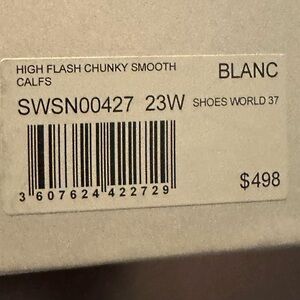 HIGH FLASH CHUNKY SMOOTH CALFS BLANC
SWSN00427 23W SHOES WORLD 37
3 607624 422729 $498